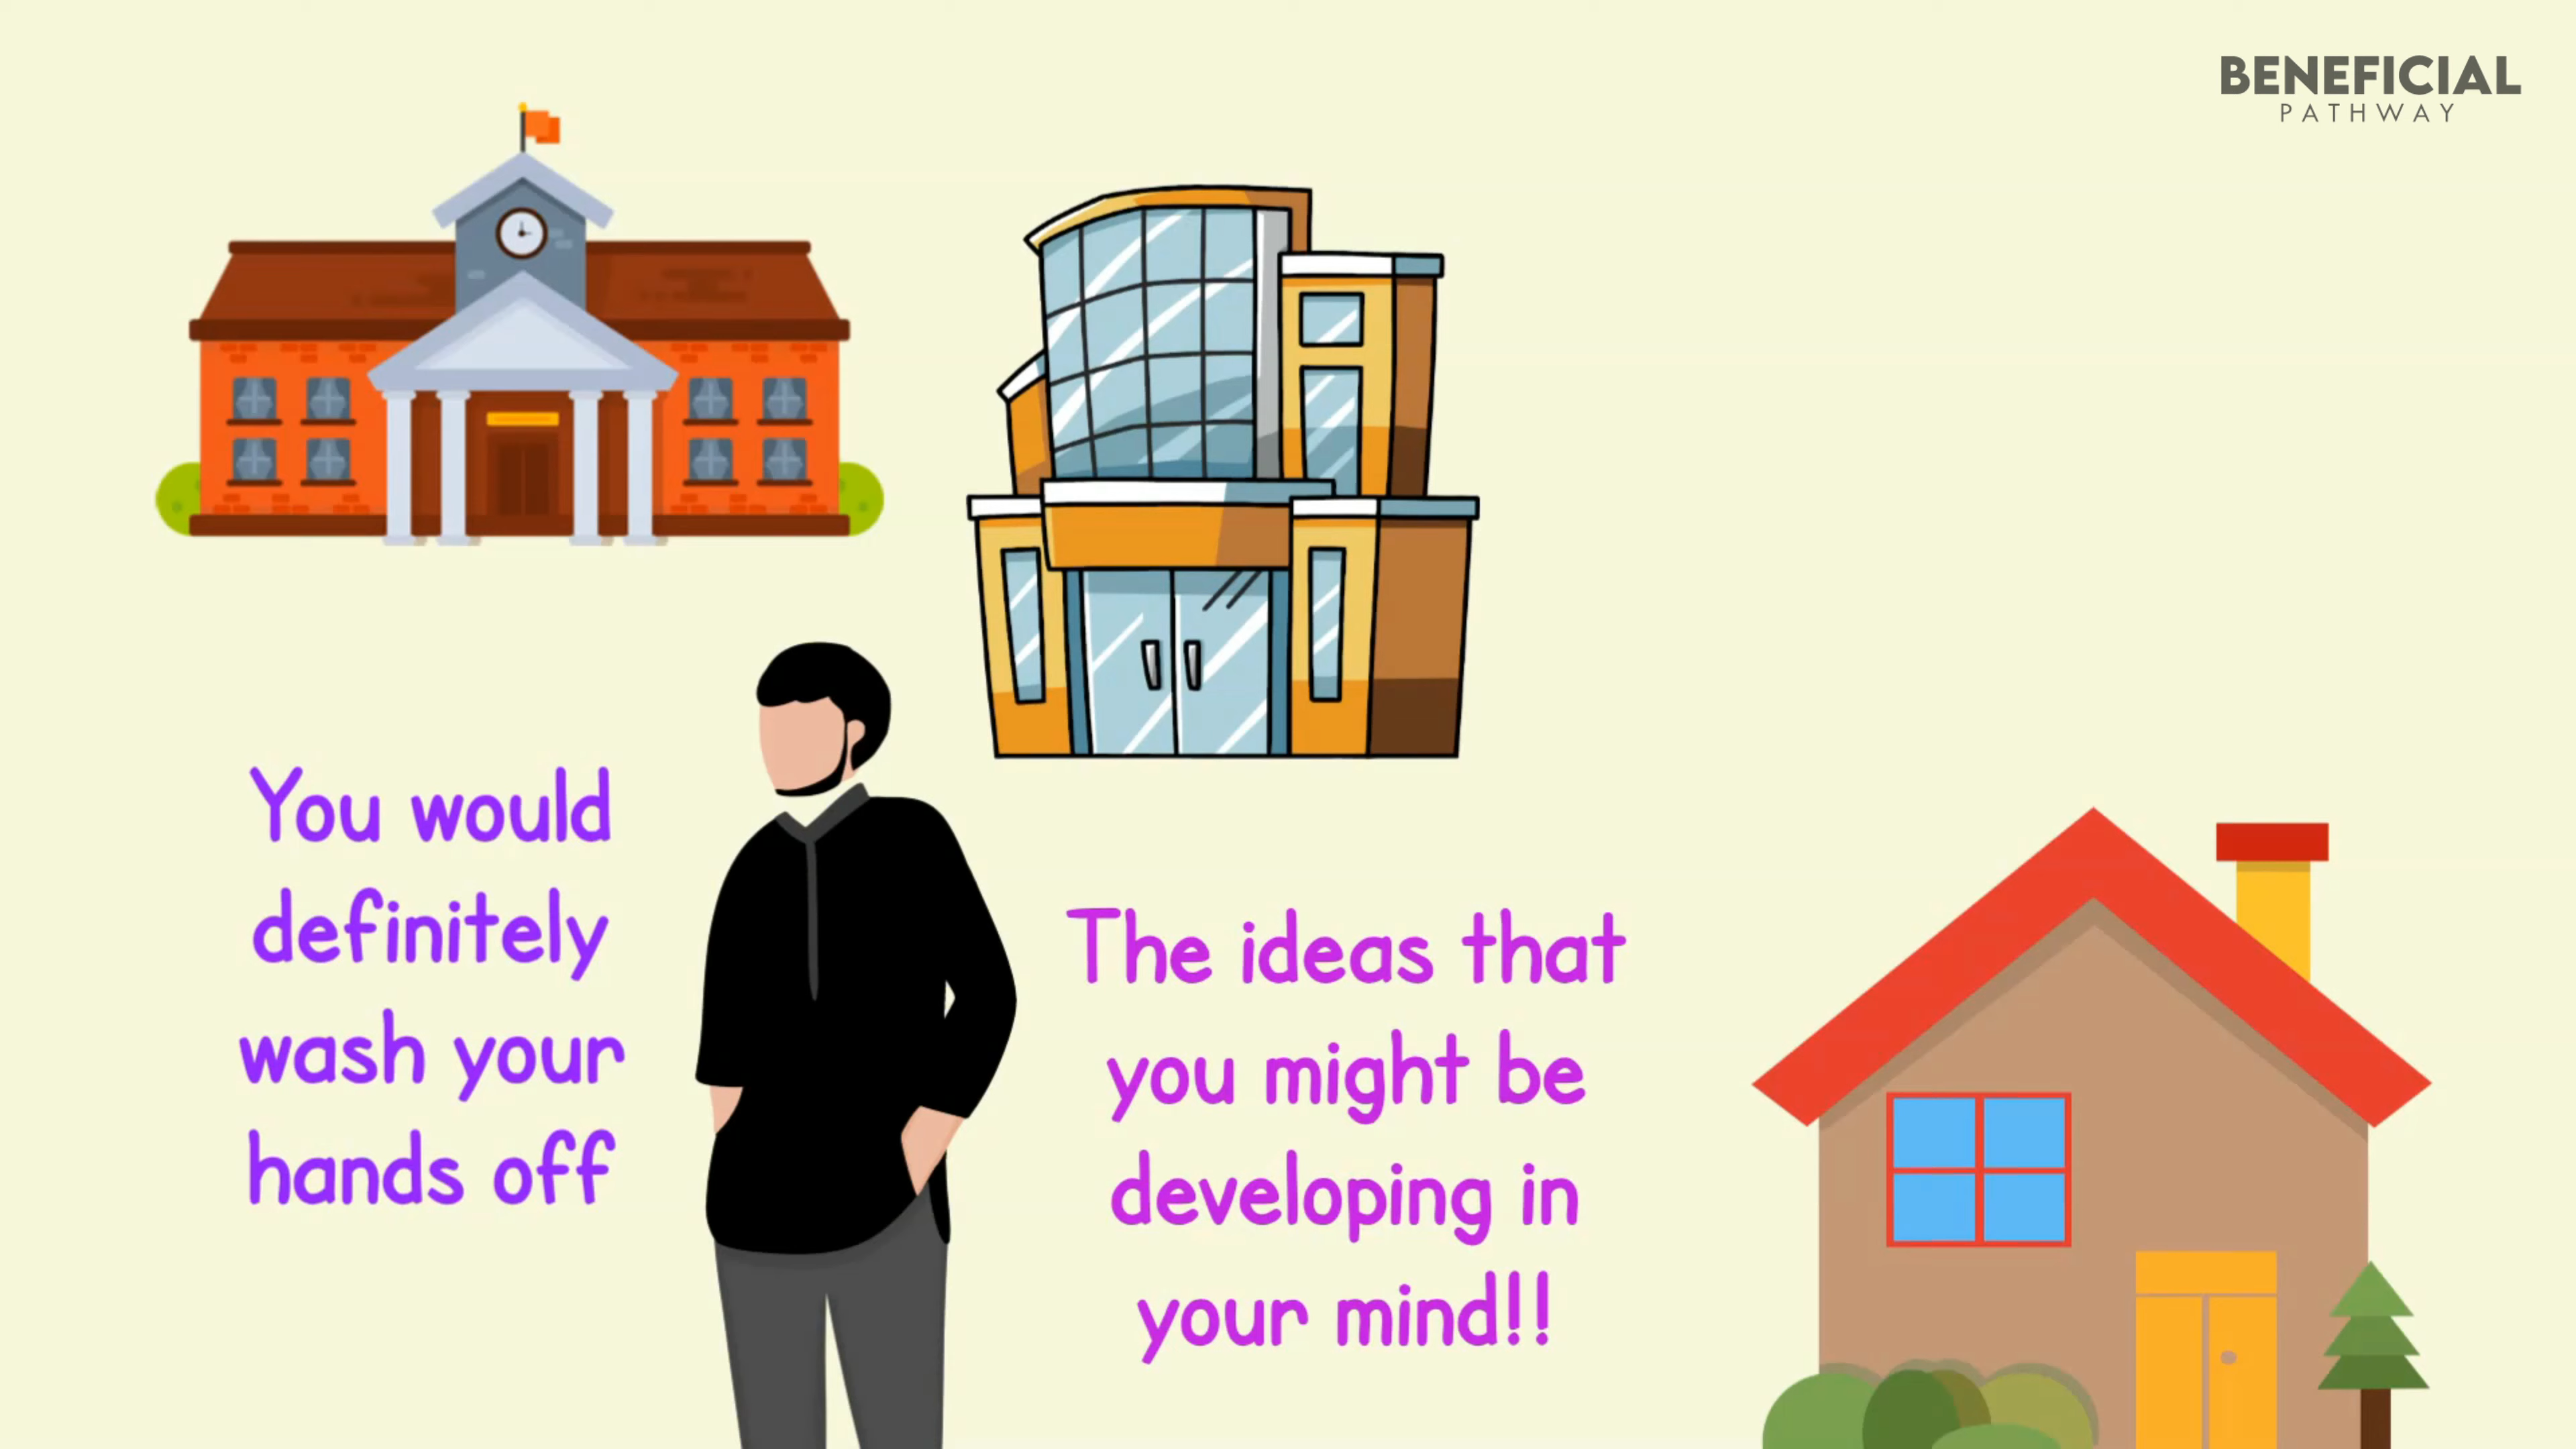 BENEFICIAL
PATHWAY
You would
definitely
wash your
hands off
The ideas that
you might be
developing in
your mind!!